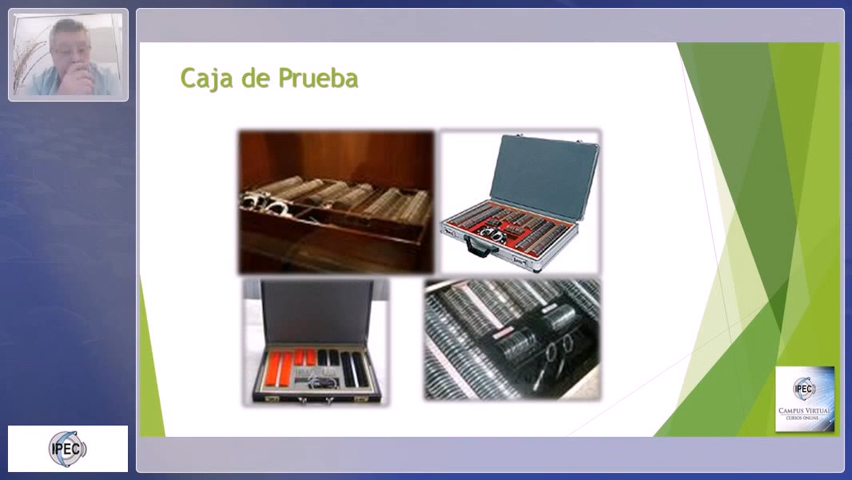 Caja de Prueba
IPEC
CAMPUS VIRTUAL
CURSOS ONLINE
IPEC